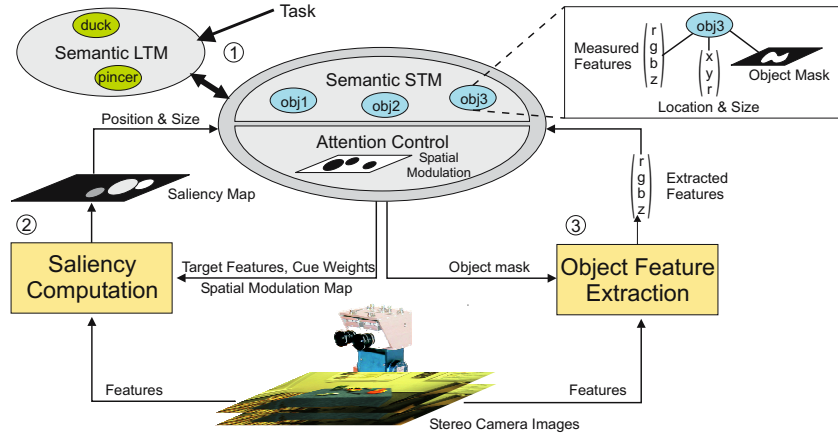 Task
duck
Semantic LTM
pincer
1
Semantic STM
obj1
obj2
obj3
Attention Control
Spatial
Modulation
Measured
Features
r
g
b
z
obj3
x
y
r
Object Mask
Location & Size
Position & Size
Saliency Map
2
Saliency
Computation
Target Features, Cue Weights
Spatial Modulation Map
Object mask
r
g
b
z
Extracted
Features
3
Object Feature
Extraction
Features
Features
Stereo Camera Images